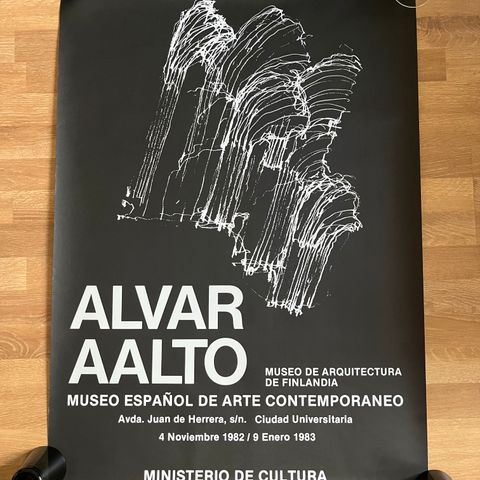 ALVAR
AALTO
MUSEO DE ARQUITECTURA
DE FINLANDIA
MUSEO ESPAÑOL DE ARTE CONTEMPORANEO
Avda. Juan de Herrera, s/n. Ciudad Universitaria
4 Noviembre 1982 / 9 Enero 1983
MINISTERIO DE CULTURA